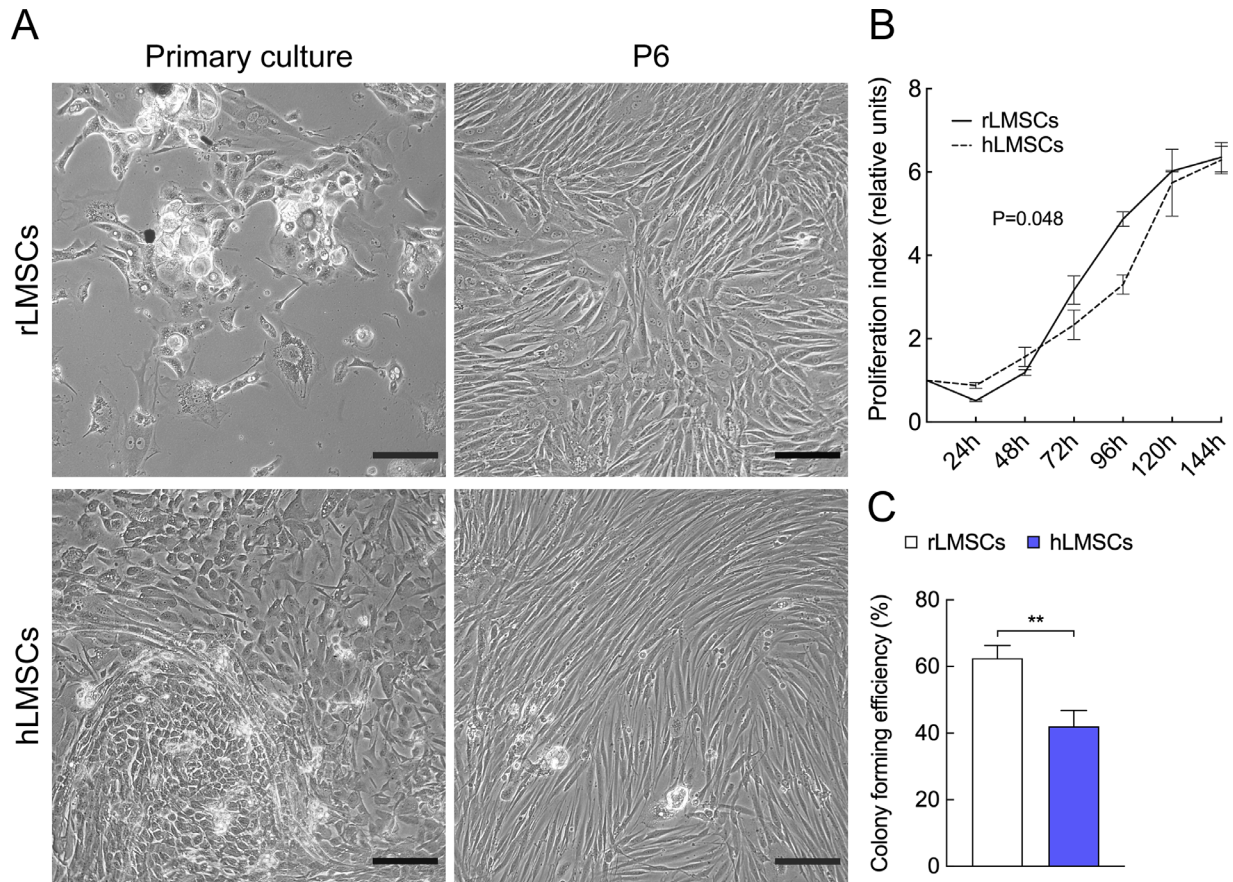 A
Primary culture
P6
rLMSCs
hLMSCs
B
Proliferation index (relative units)
8
6
4
2
0
rLMSCs
hLMSCs
P=0.048
24h
48h
72h
96h
120h
144h
C
rLMSCs
hLMSCs
Colony forming efficiency (%)
80
60
40
20
0
**